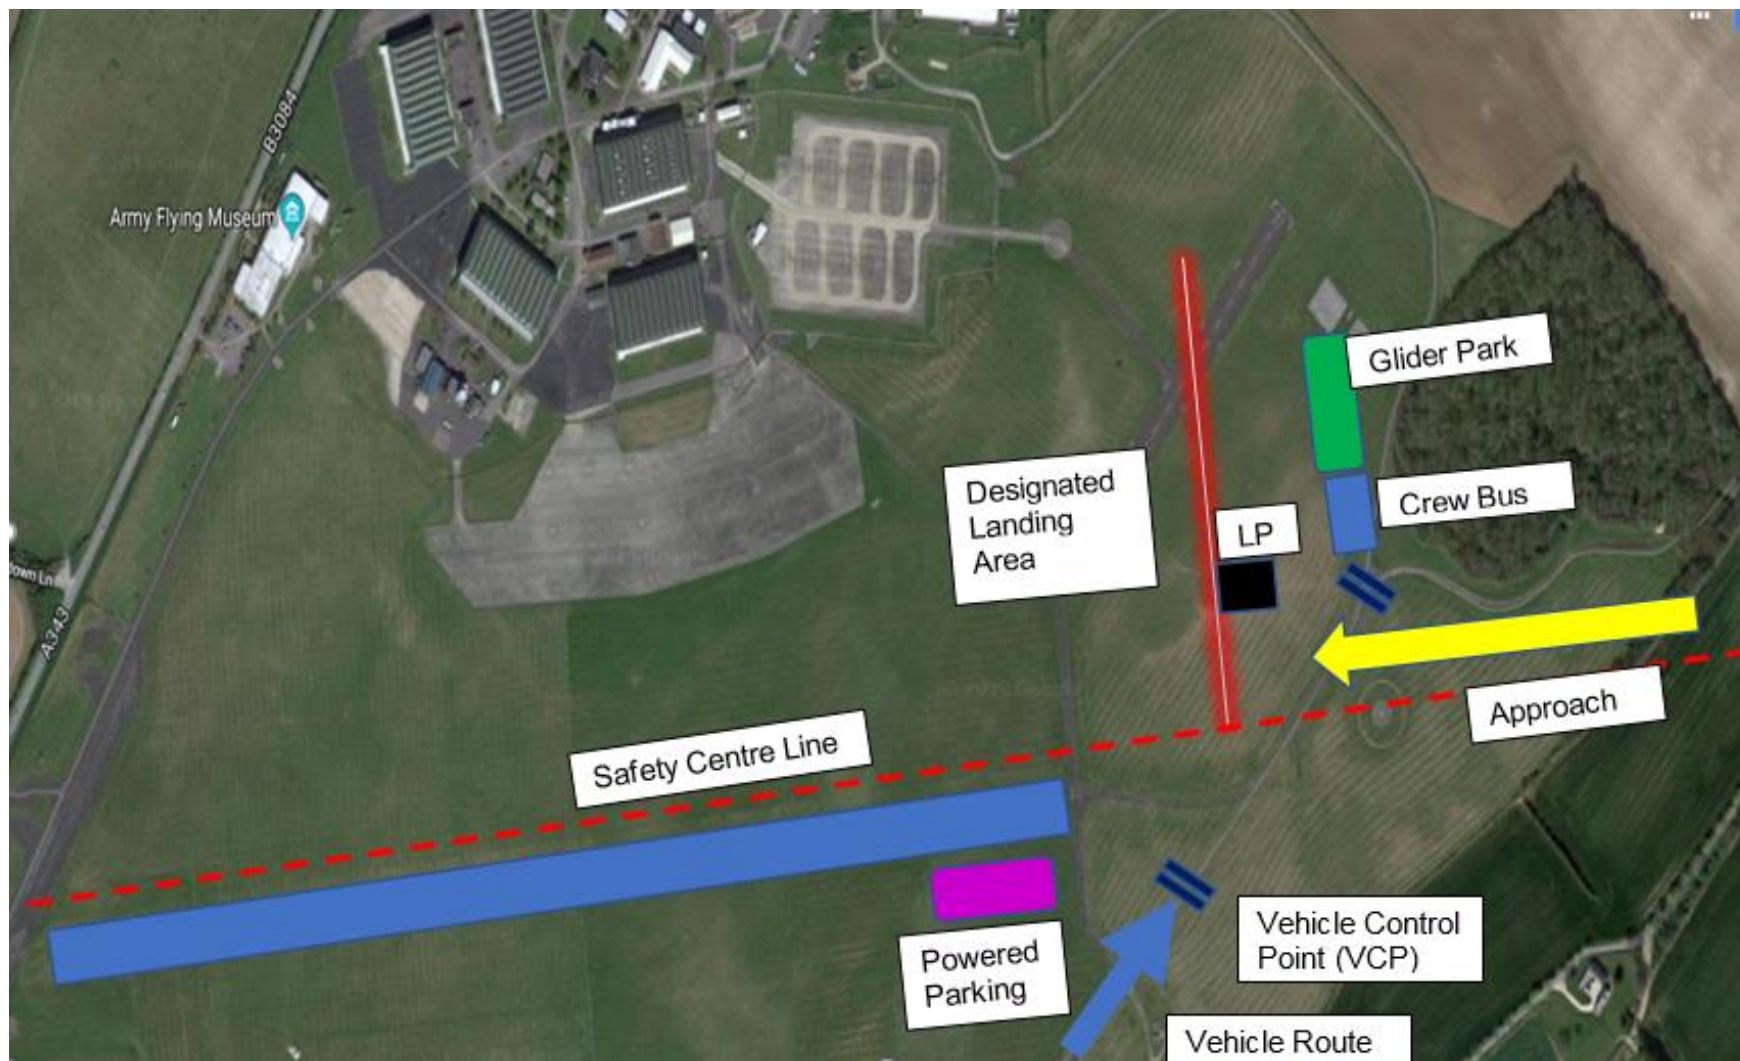 B3084
Army Flying Museum
Glider Park
Crew Bus
Designated
Landing
Area
LP
A343
Approach
Safety Centre Line
Vehicle Control
Point (VCP)
Powered
Parking
Vehicle Route